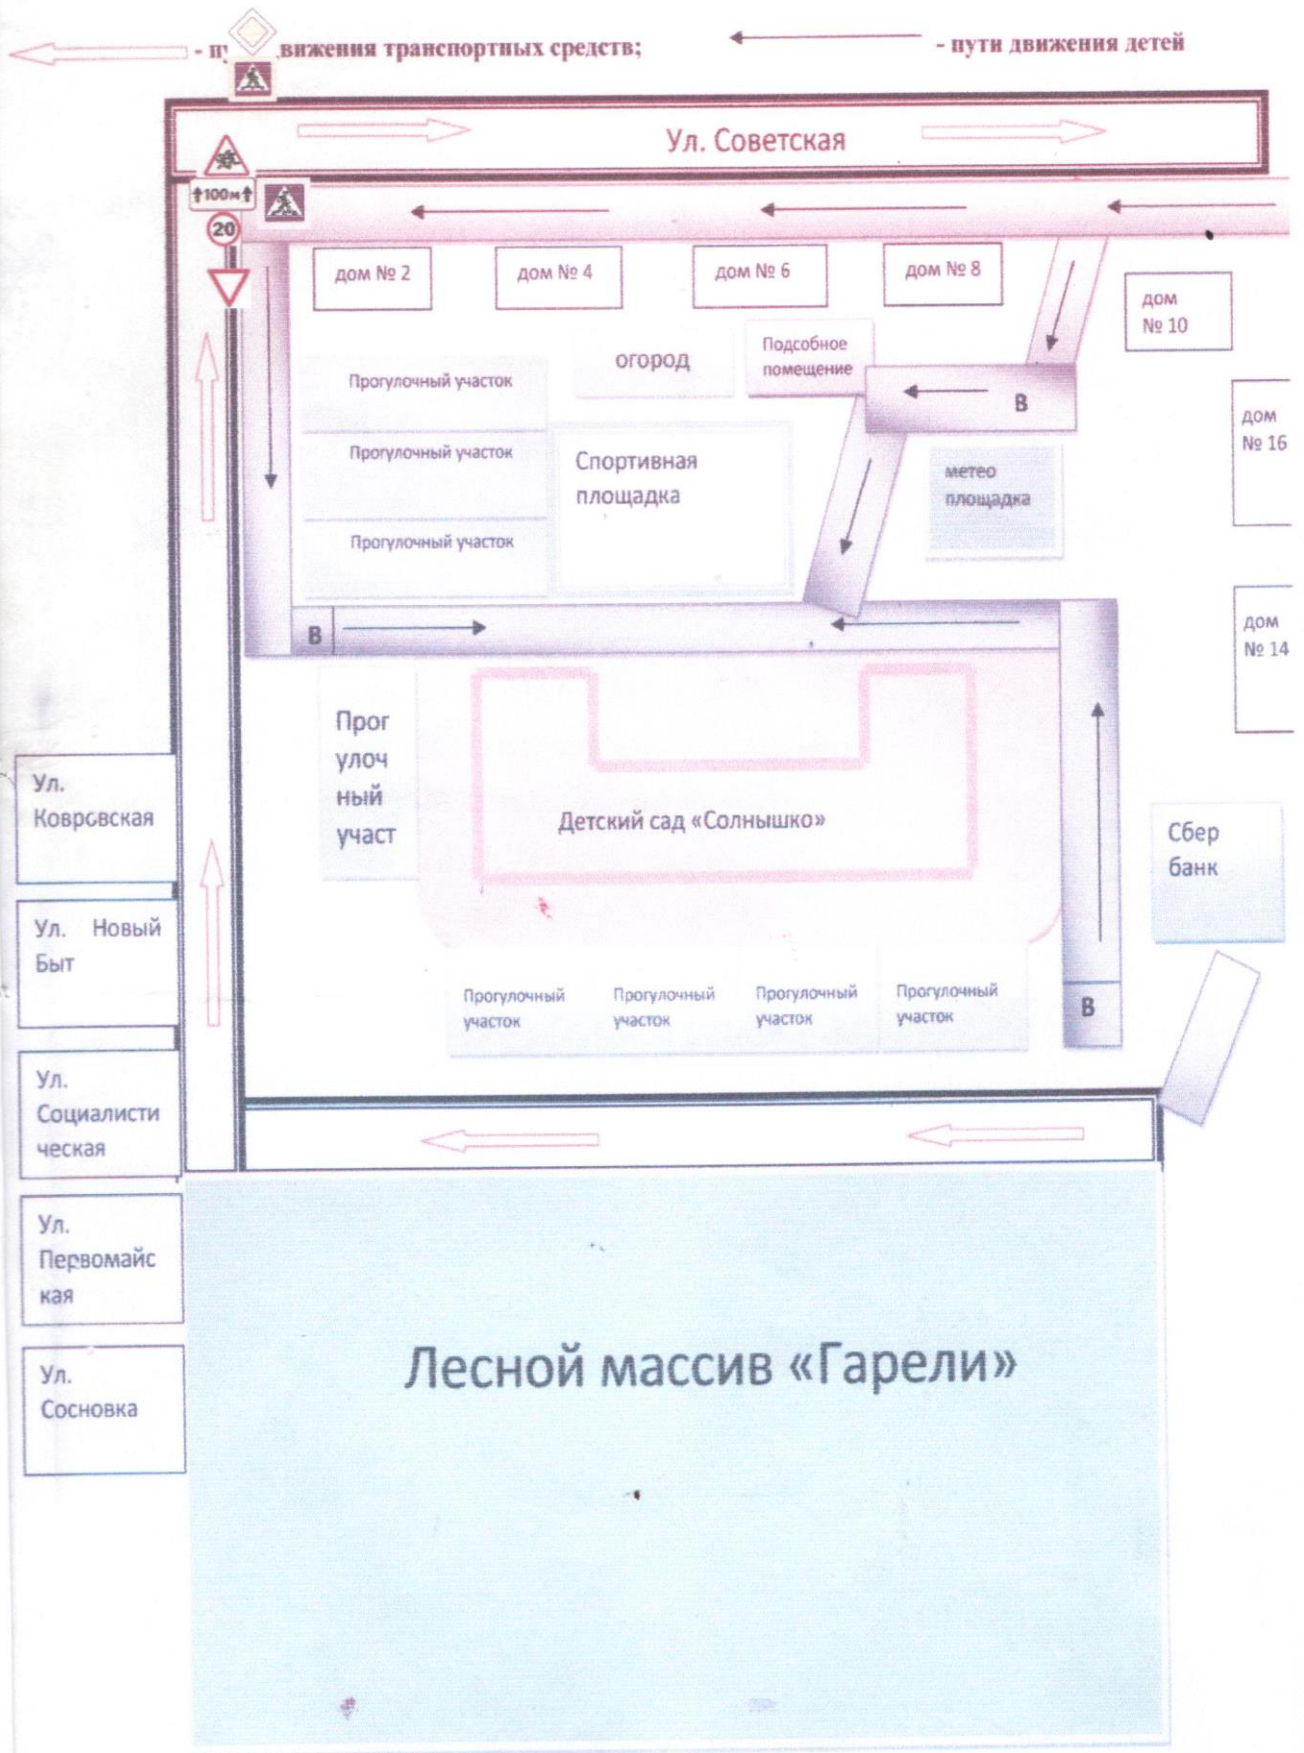 - п вижения транспортных средств;
- пути движения детей
Ул. Советская
100м
20
дом № 2
дом № 4
дом № 6
дом № 8
дом
№ 10
Прогулочный участок
огород
Подсобное
помещение
В
дом
№ 16
Прогулочный участок
Спортивная
площадка
метео
площадка
Прогулочный участок
В
дом
№ 14
Прог
улоч
ный
участ
Детский сад «Солнышко»
Ул.
Ковровская
Сбер
банк
Ул. Новый
Быт
Прогулочный
участок
Прогулочный
участок
Прогулочный
участок
Прогулочный
участок
В
Ул.
Социалисти
ческая
Ул.
Первомайс
кая
Лесной массив «Гарели»
Ул.
Сосновка